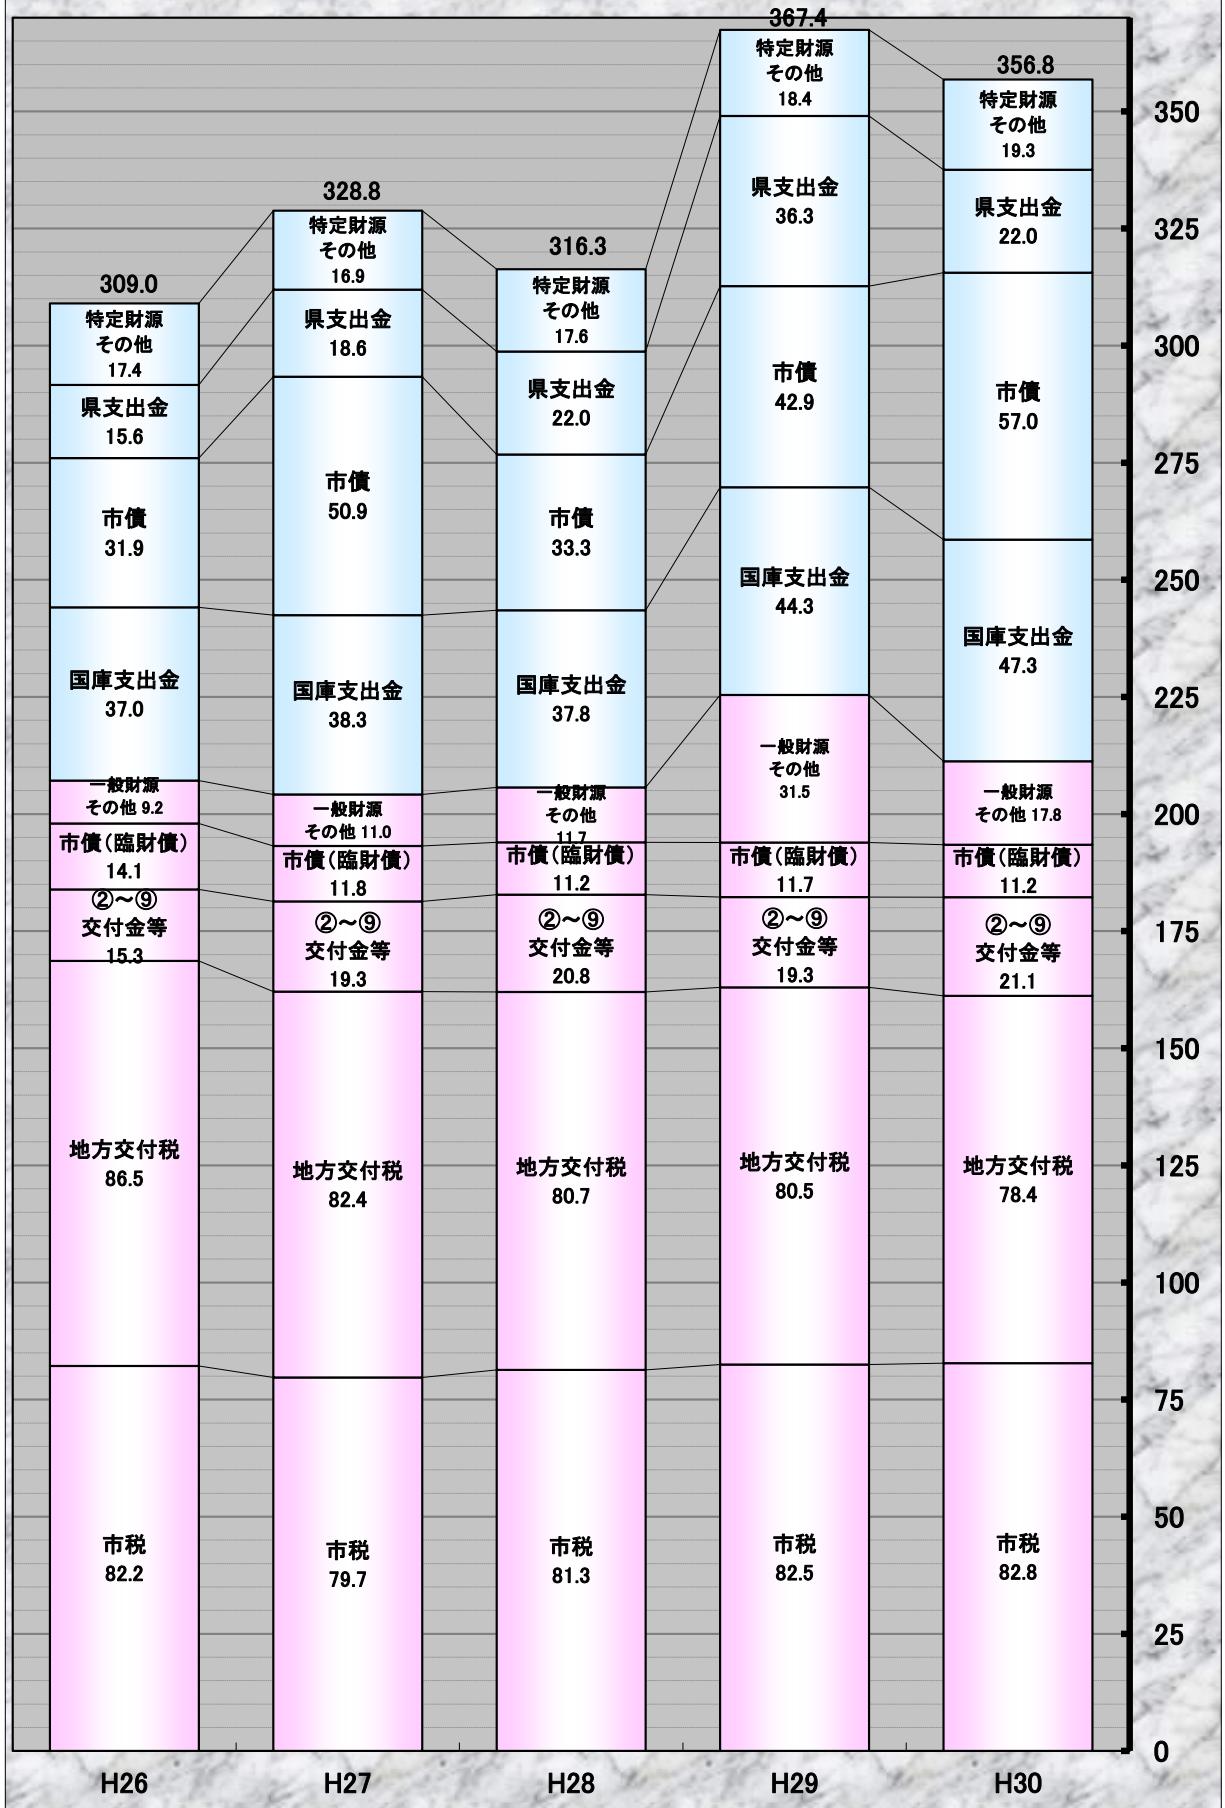 309.0
特定財源
その他
17.4
県支出金
15.6
市債
31.9
国庫支出金
37.0
一般財源
その他 9.2
市債(臨財債)
14.1
②～⑨
交付金等
15.3
地方交付税
86.5
市税
82.2
H26
328.8
特定財源
その他
16.9
県支出金
18.6
市債
50.9
国庫支出金
38.3
一般財源
その他 11.0
市債(臨財債)
11.8
②～⑨
交付金等
19.3
地方交付税
82.4
市税
79.7
H27
316.3
特定財源
その他
17.6
県支出金
22.0
市債
33.3
国庫支出金
37.8
一般財源
その他
11.7
市債(臨財債)
11.2
②～⑨
交付金等
20.8
地方交付税
80.7
市税
81.3
H28
367.4
特定財源
その他
18.4
県支出金
36.3
市債
42.9
国庫支出金
44.3
一般財源
その他
31.5
市債(臨財債)
11.7
②～⑨
交付金等
19.3
地方交付税
80.5
市税
82.5
H29
356.8
特定財源
その他
19.3
県支出金
22.0
市債
57.0
国庫支出金
47.3
一般財源
その他 17.8
市債(臨財債)
11.2
②～⑨
交付金等
21.1
地方交付税
78.4
市税
82.8
H30
350
325
300
275
250
225
200
175
150
125
100
75
50
25
0